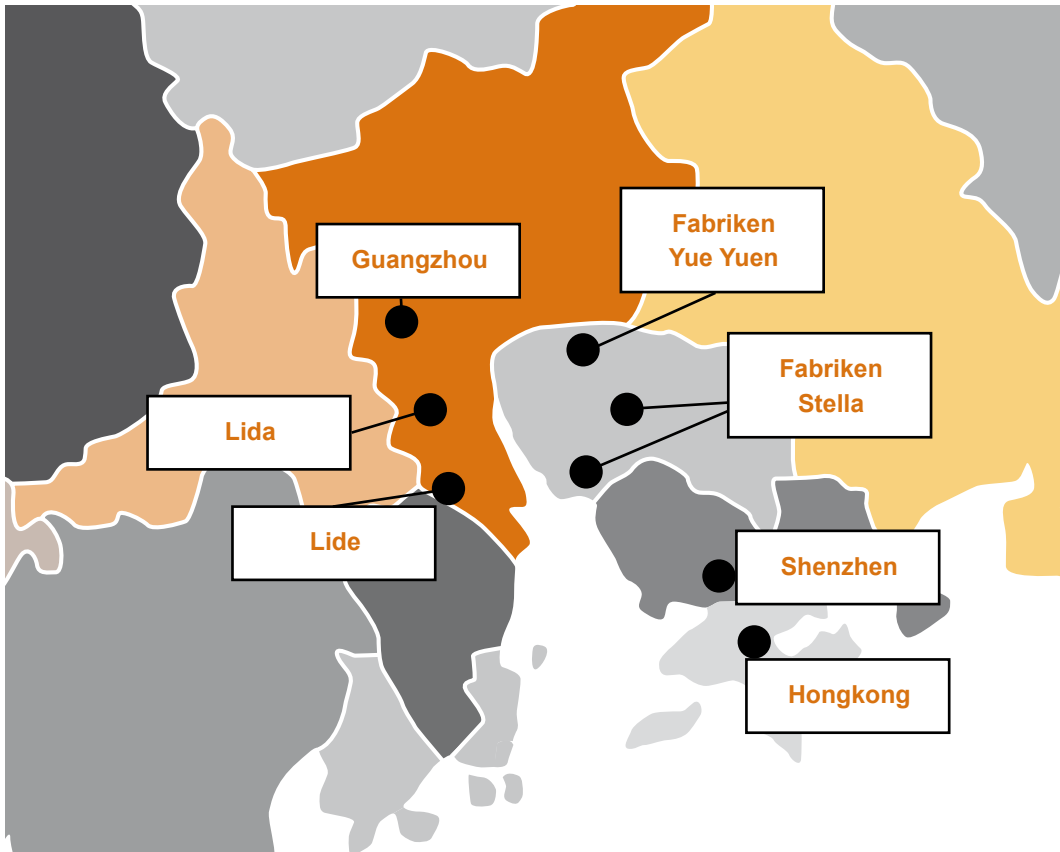 Fabriken
Yue Yuen
Guangzhou
Fabriken
Stella
Lida
Lide
Shenzhen
Hongkong